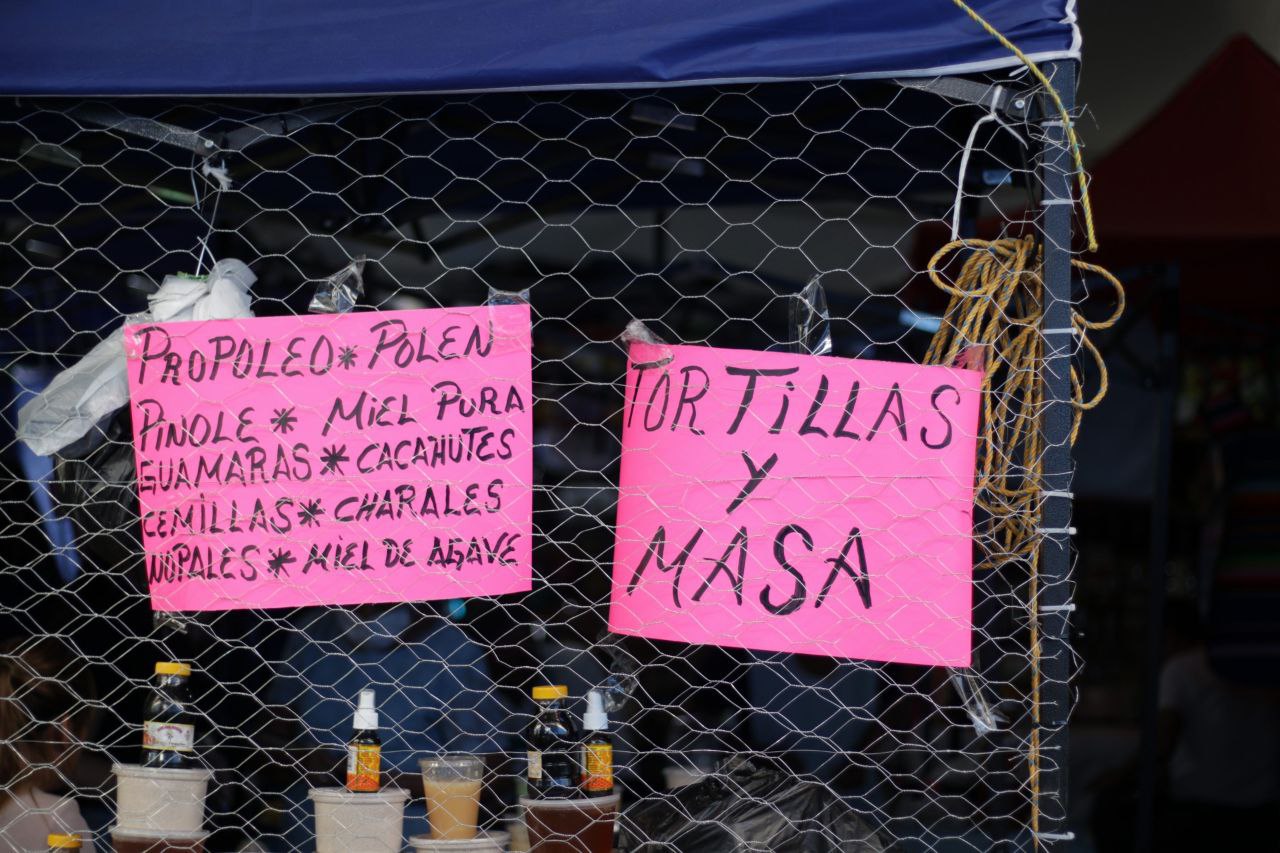 PROPOLEO * POLEN
PINOLE * MiEL PURA
GUAMARAS * CACAHUTES
CEMiLLAS * CHARALES
NOPALES * MiEL DE AGAVE
TORTiLLAS
Y
MASA